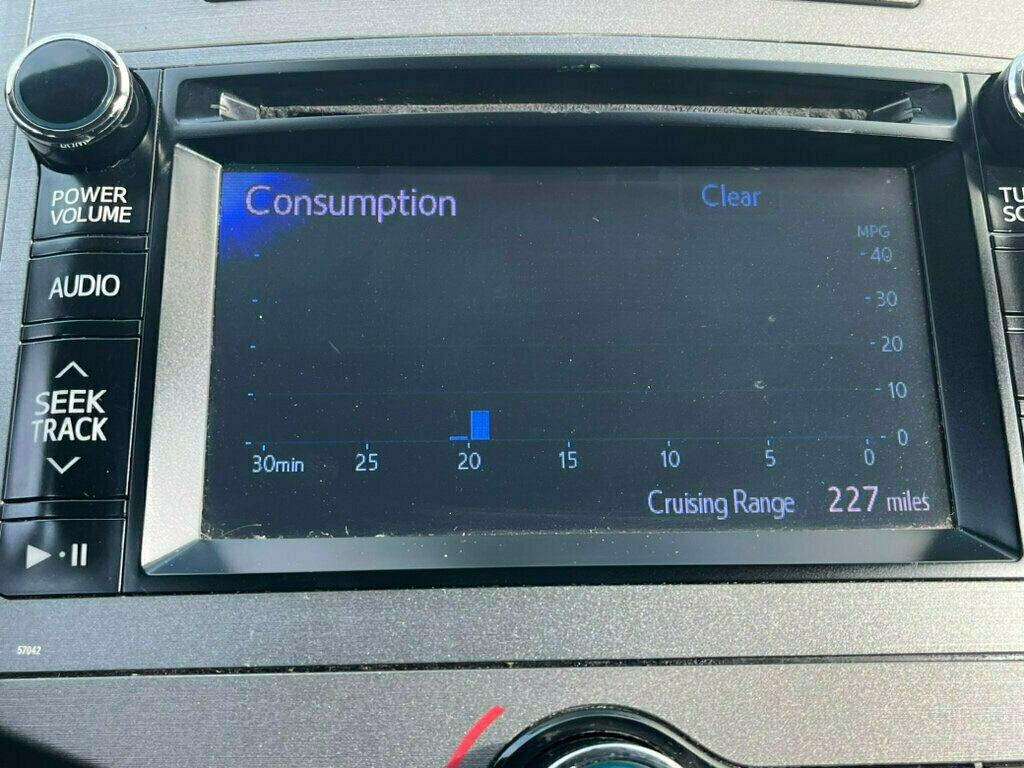 POWER
VOLUME
AUDIO
SEEK
TRACK
57042
Consumption
Clear
MPG
40
30
20
10
0
30min 25 20 15 10 5 0
Cruising Range 227 miles